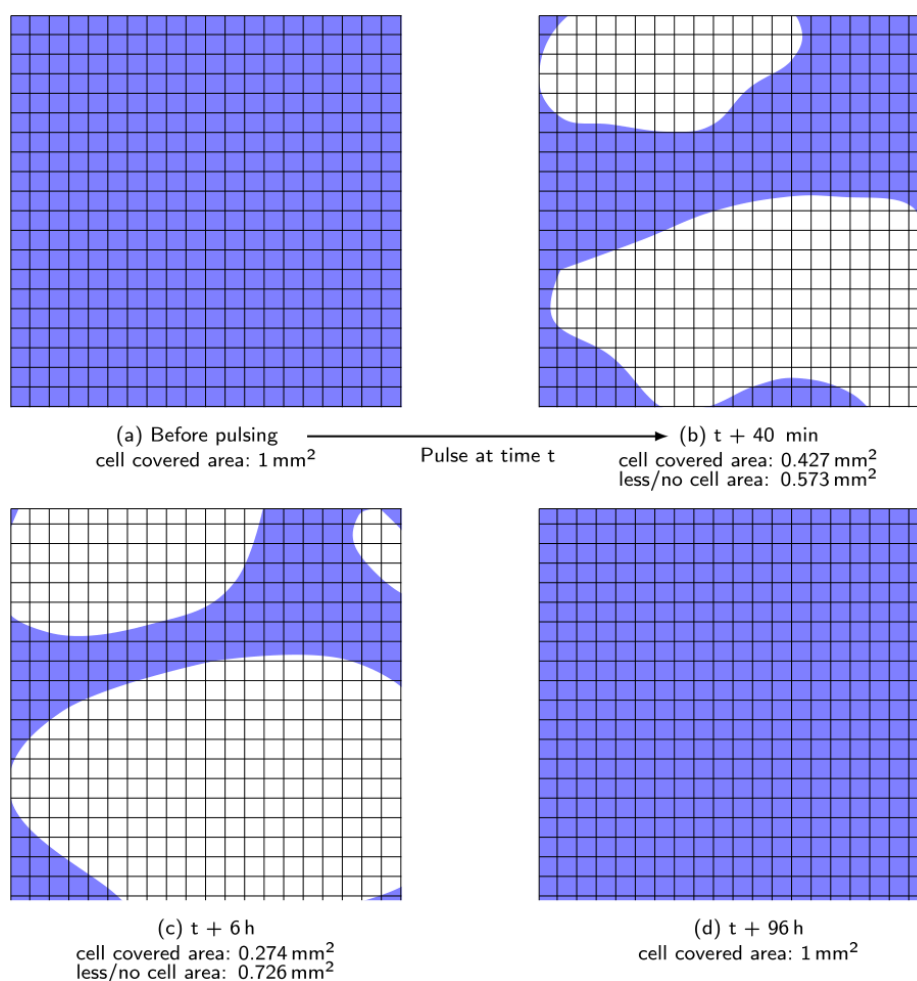 (a) Before pulsing
cell covered area: 1 mm²
Pulse at time t
(b) t + 40 min
cell covered area: 0.427 mm²
less/no cell area: 0.573 mm²
(c) t + 6 h
cell covered area: 0.274 mm²
less/no cell area: 0.726 mm²
(d) t + 96 h
cell covered area: 1 mm²